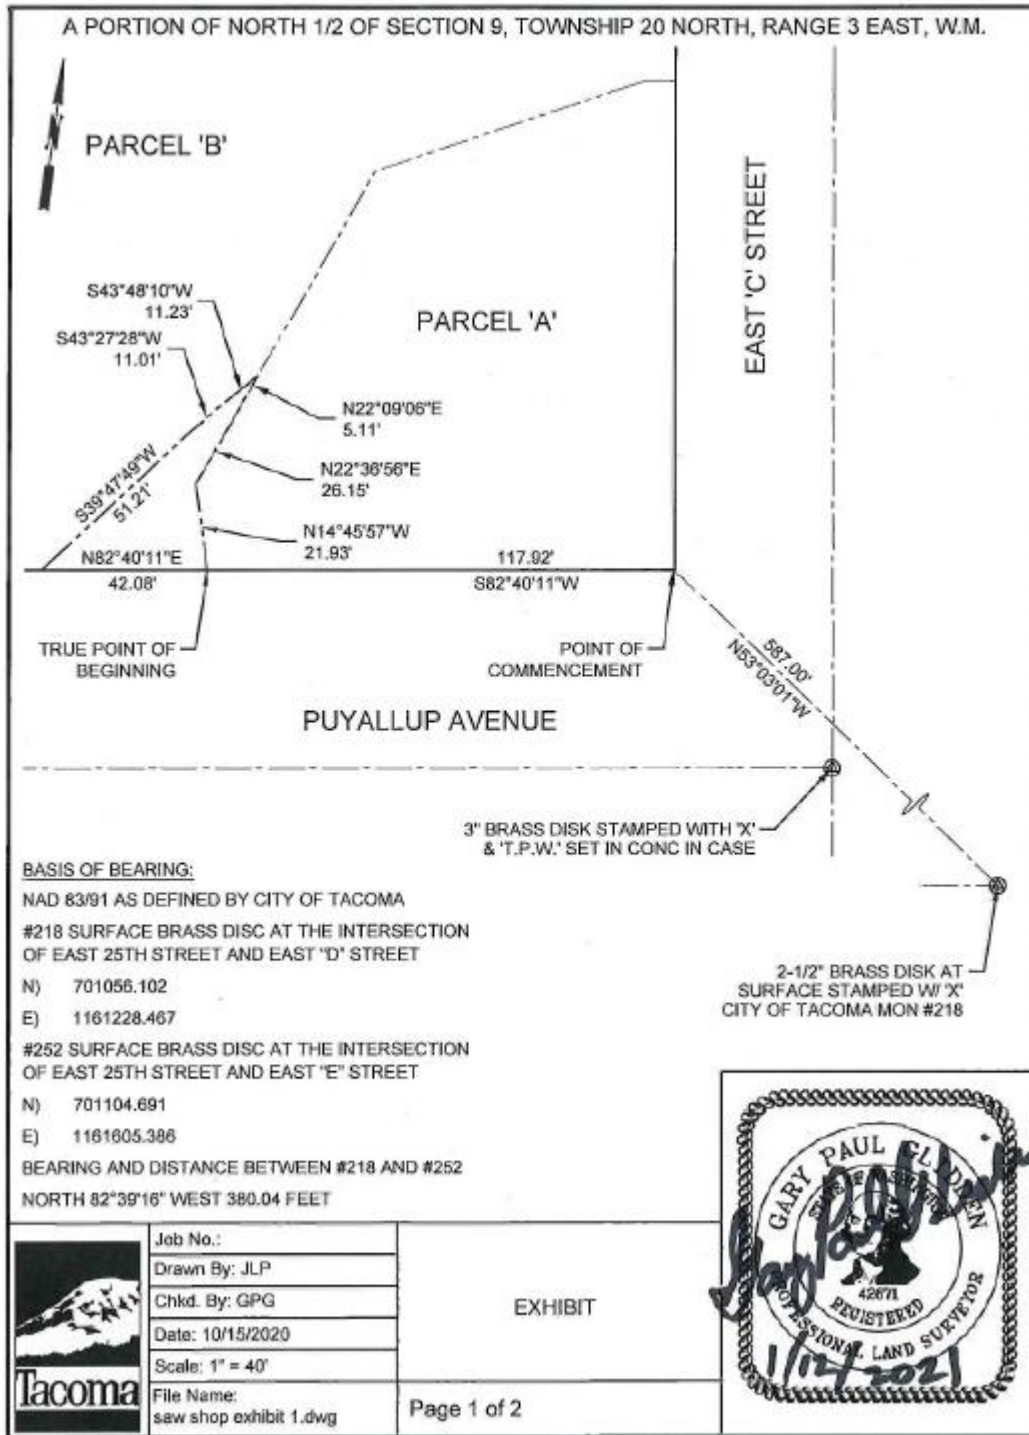 A PORTION OF NORTH 1/2 OF SECTION 9, TOWNSHIP 20 NORTH, RANGE 3 EAST, W.M.
PARCEL 'B'
EAST 'C' STREET
S43°48'10"W
11.23'
PARCEL 'A'
S43°27'28"W
11.01'
N22°09'06"E
5.11'
S39°47'49"W
51.21'
N22°36'56"E
26.15'
N14°45'57"W
21.93'
N82°40'11"E
42.08'
117.92'
S82°40'11"W
TRUE POINT OF
BEGINNING
POINT OF
COMMENCEMENT
587.00'
N53°03'01"W
PUYALLUP AVENUE
3" BRASS DISK STAMPED WITH 'X'
& 'T.P.W.' SET IN CONC IN CASE
BASIS OF BEARING:
NAD 83/91 AS DEFINED BY CITY OF TACOMA
#218 SURFACE BRASS DISC AT THE INTERSECTION
OF EAST 25TH STREET AND EAST "D" STREET
N) 701056.102
E) 1161228.467
2-1/2" BRASS DISK AT
SURFACE STAMPED W/ 'X'
CITY OF TACOMA MON #218
#252 SURFACE BRASS DISC AT THE INTERSECTION
OF EAST 25TH STREET AND EAST "E" STREET
N) 701104.691
E) 1161605.386
BEARING AND DISTANCE BETWEEN #218 AND #252
NORTH 82°39'16" WEST 380.04 FEET
Tacoma
Job No.:
Drawn By: JLP
Chkd. By: GPG
Date: 10/15/2020
Scale: 1" = 40'
File Name:
saw shop exhibit 1.dwg
EXHIBIT
Page 1 of 2
GARY PAUL
STATE OF WASHINGTON
42671
REGISTERED
PROFESSIONAL LAND SURVEYOR
1/12/2021